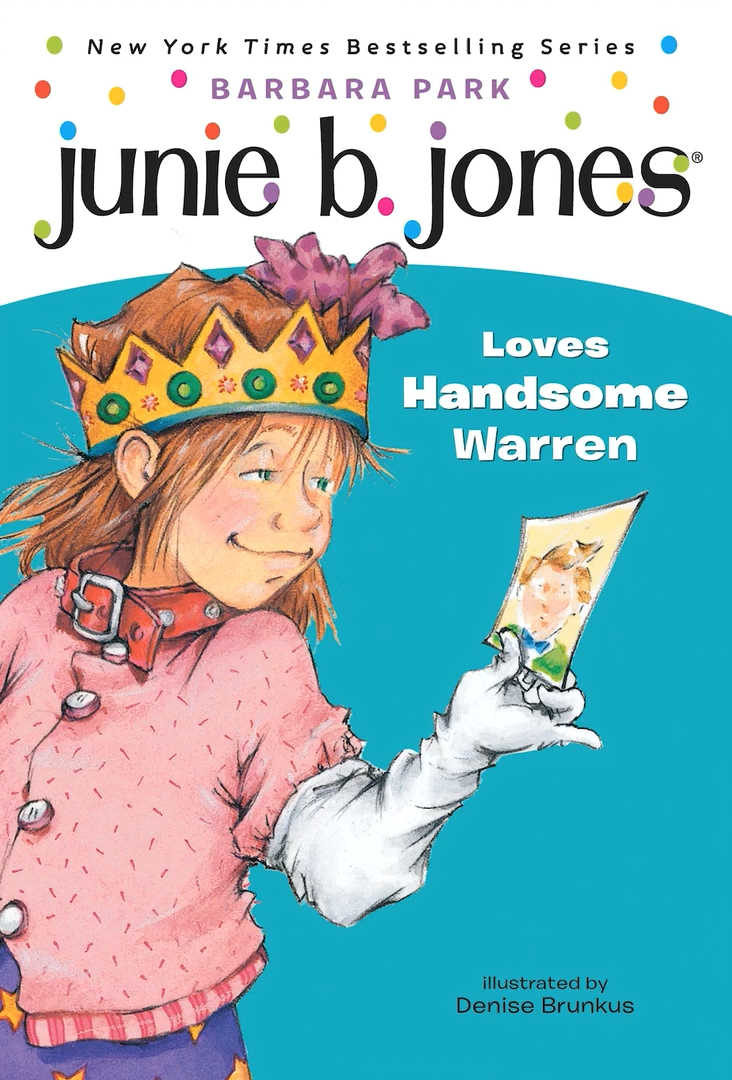 New York Times Bestselling Series
BARBARA PARK
junie b. jones®
Loves
Handsome
Warren
illustrated by
Denise Brunkus